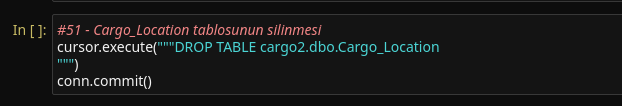 In [ ]: #51 - Cargo_Location tablosunun silinmesi
cursor.execute("""DROP TABLE cargo2.dbo.Cargo_Location
""")
conn.commit()